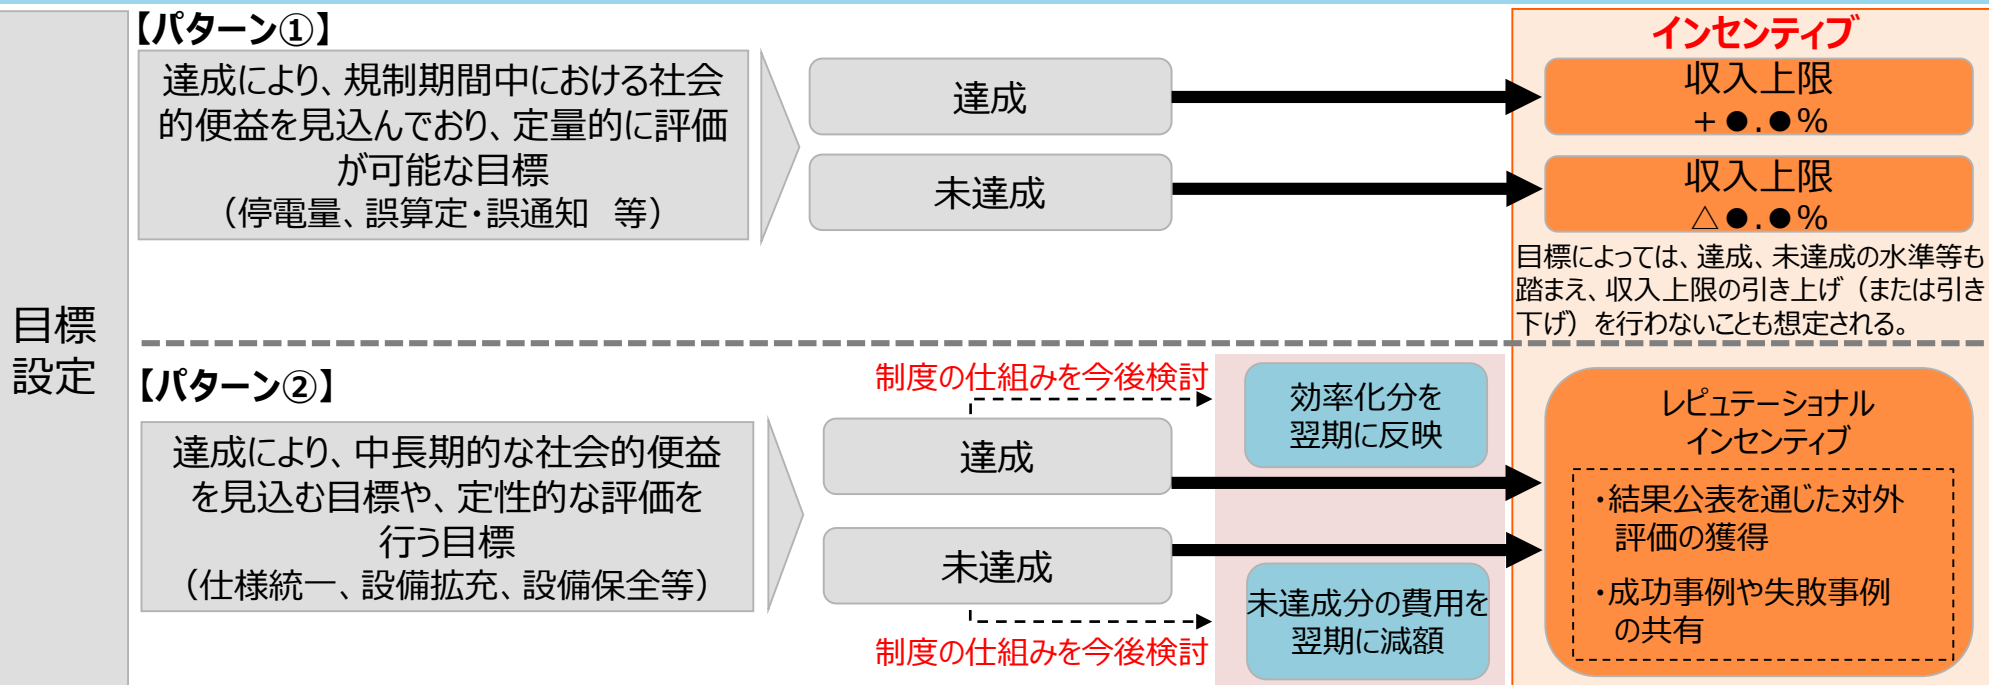 目標
設定
【パターン①】
達成により、規制期間中における社会
的便益を見込んでおり、定量的に評価
が可能な目標
（停電量、誤算定・誤通知　等）
達成
未達成
インセンティブ
収入上限
＋●.●%
収入上限
△●.●%
目標によっては、達成、未達成の水準等も
踏まえ、収入上限の引き上げ（または引き
下げ）を行わないことも想定される。
【パターン②】
達成により、中長期的な社会的便益
を見込む目標や、定性的な評価を
行う目標
（仕様統一、設備拡充、設備保全等）
制度の仕組みを今後検討
達成
未達成
制度の仕組みを今後検討
効率化分を
翌期に反映
未達成分の費用を
翌期に減額
レピュテーショナル
インセンティブ
・結果公表を通じた対外
評価の獲得
・成功事例や失敗事例
の共有